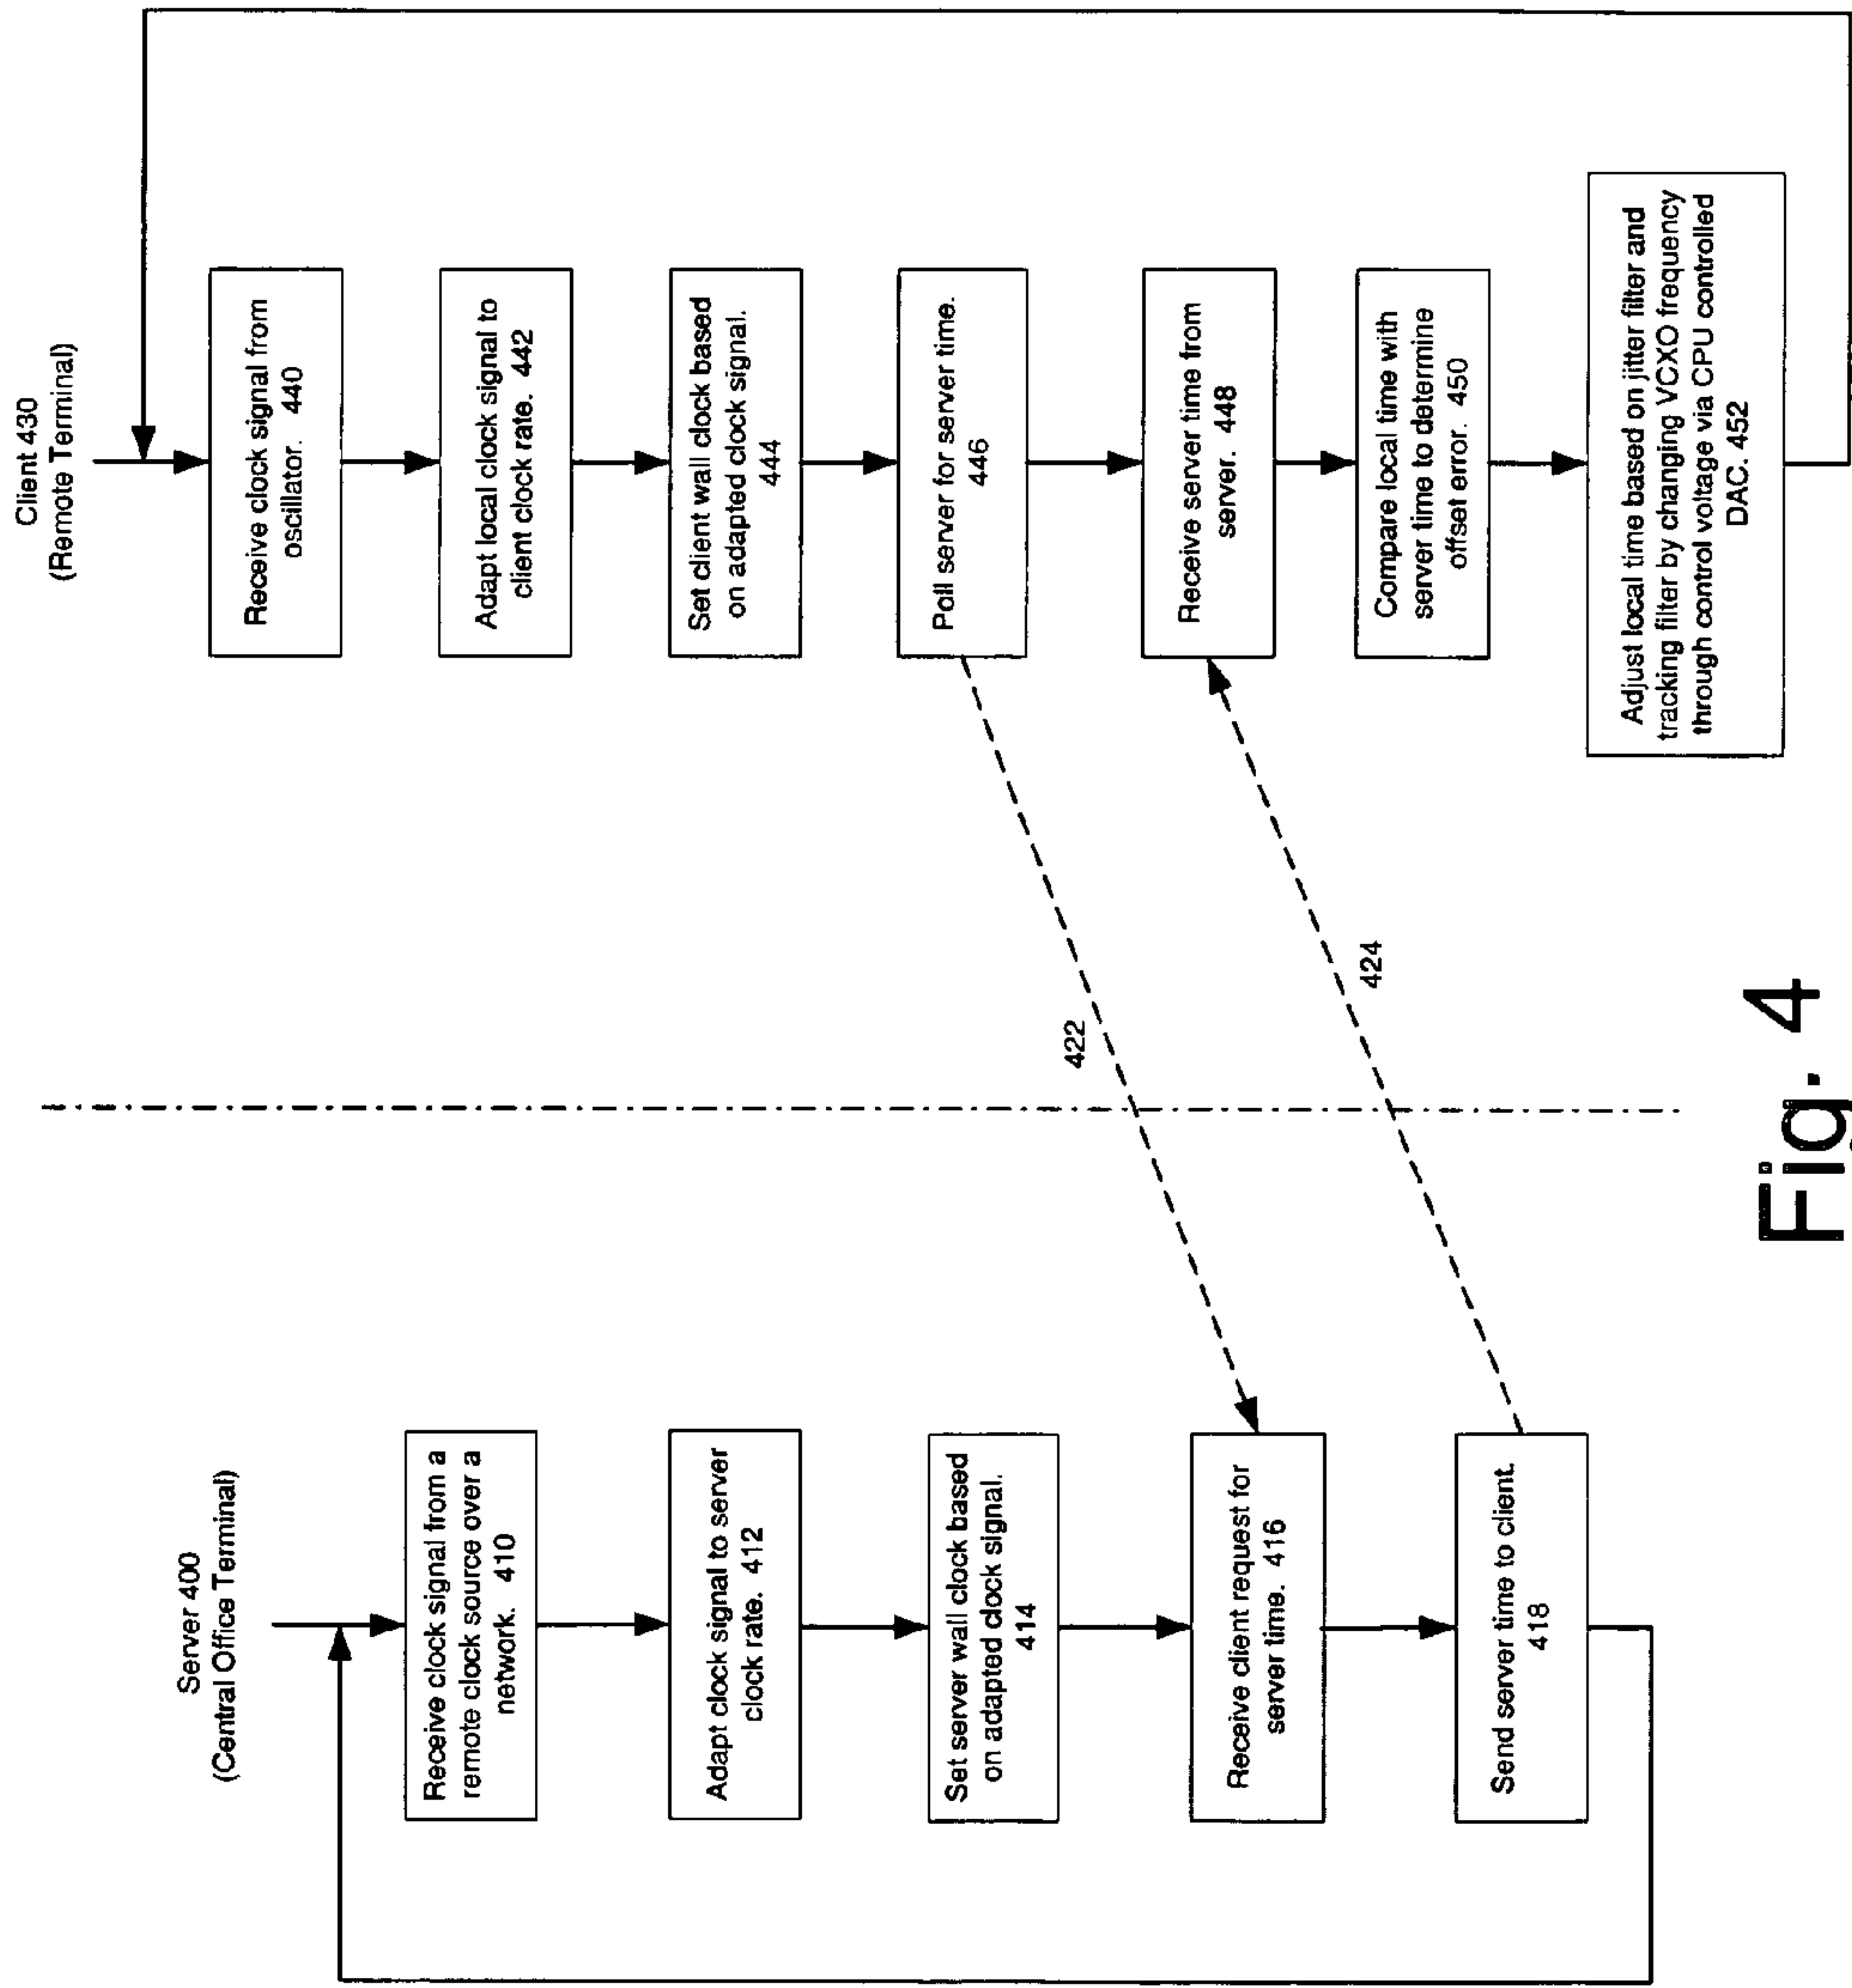 Server 400
(Central Office Terminal)
Receive clock signal from a
remote clock source over a
network. 410
Adapt clock signal to server
clock rate. 412
Set server wall clock based
on adapted clock signal.
414
Receive client request for
server time. 416
Send server time to client.
418
422
424
Client 430
(Remote Terminal)
Receive clock signal from
oscillator. 440
Adapt local clock signal to
client clock rate. 442
Set client wall clock based
on adapted clock signal.
444
Poll server for server time.
446
Receive server time from
server. 448
Compare local time with
server time to determine
offset error. 450
Adjust local time based on jitter filter and
tracking filter by changing VCXO frequency
through control voltage via CPU controlled
DAC. 452
Fig. 4